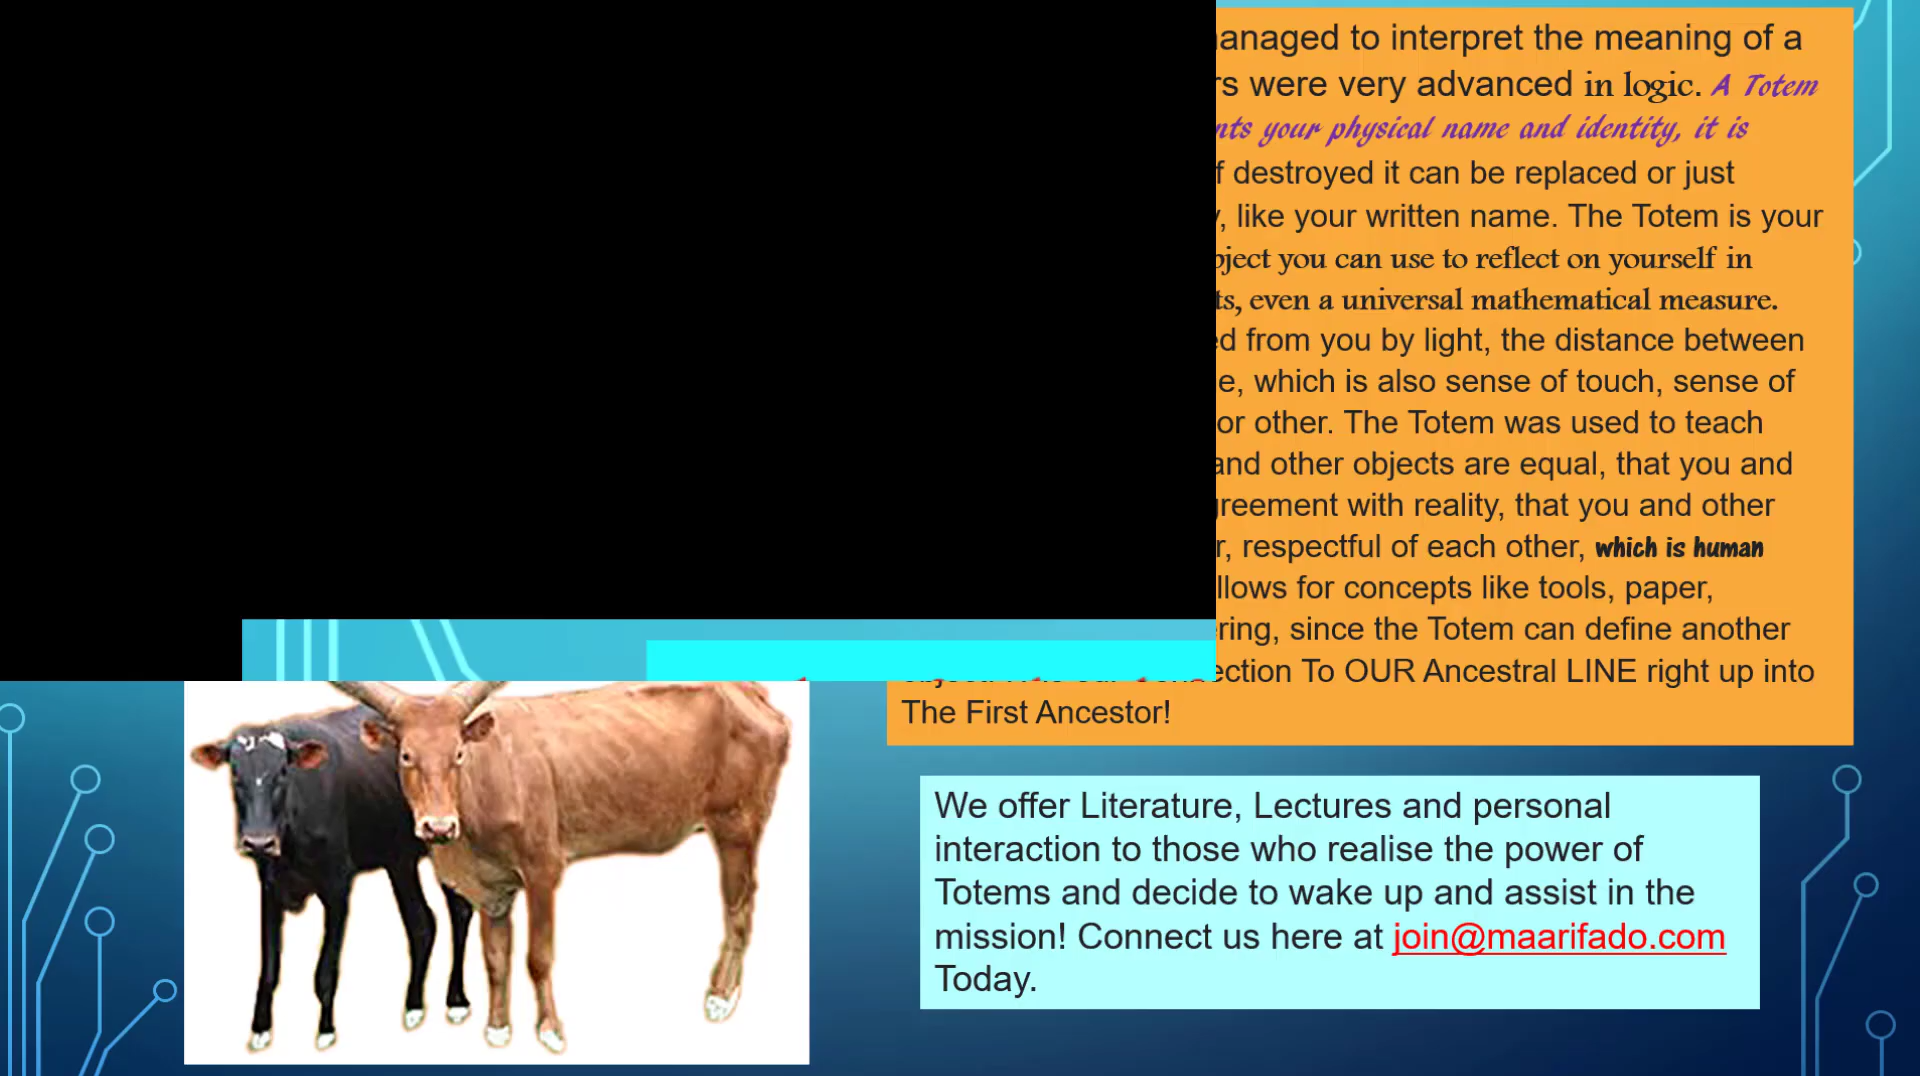 anaged to interpret the meaning of a
rs were very advanced in logic. A Totem
nts your physical name and identity, it is
f destroyed it can be replaced or just
, like your written name. The Totem is your
bject you can use to reflect on yourself in
ts, even a universal mathematical measure.
ed from you by light, the distance between
e, which is also sense of touch, sense of
or other. The Totem was used to teach
and other objects are equal, that you and
greement with reality, that you and other
r, respectful of each other, which is human
llows for concepts like tools, paper,
ring, since the Totem can define another
ection To OUR Ancestral LINE right up into
The First Ancestor!
We offer Literature, Lectures and personal
interaction to those who realise the power of
Totems and decide to wake up and assist in the
mission! Connect us here at join@maarifado.com
Today.